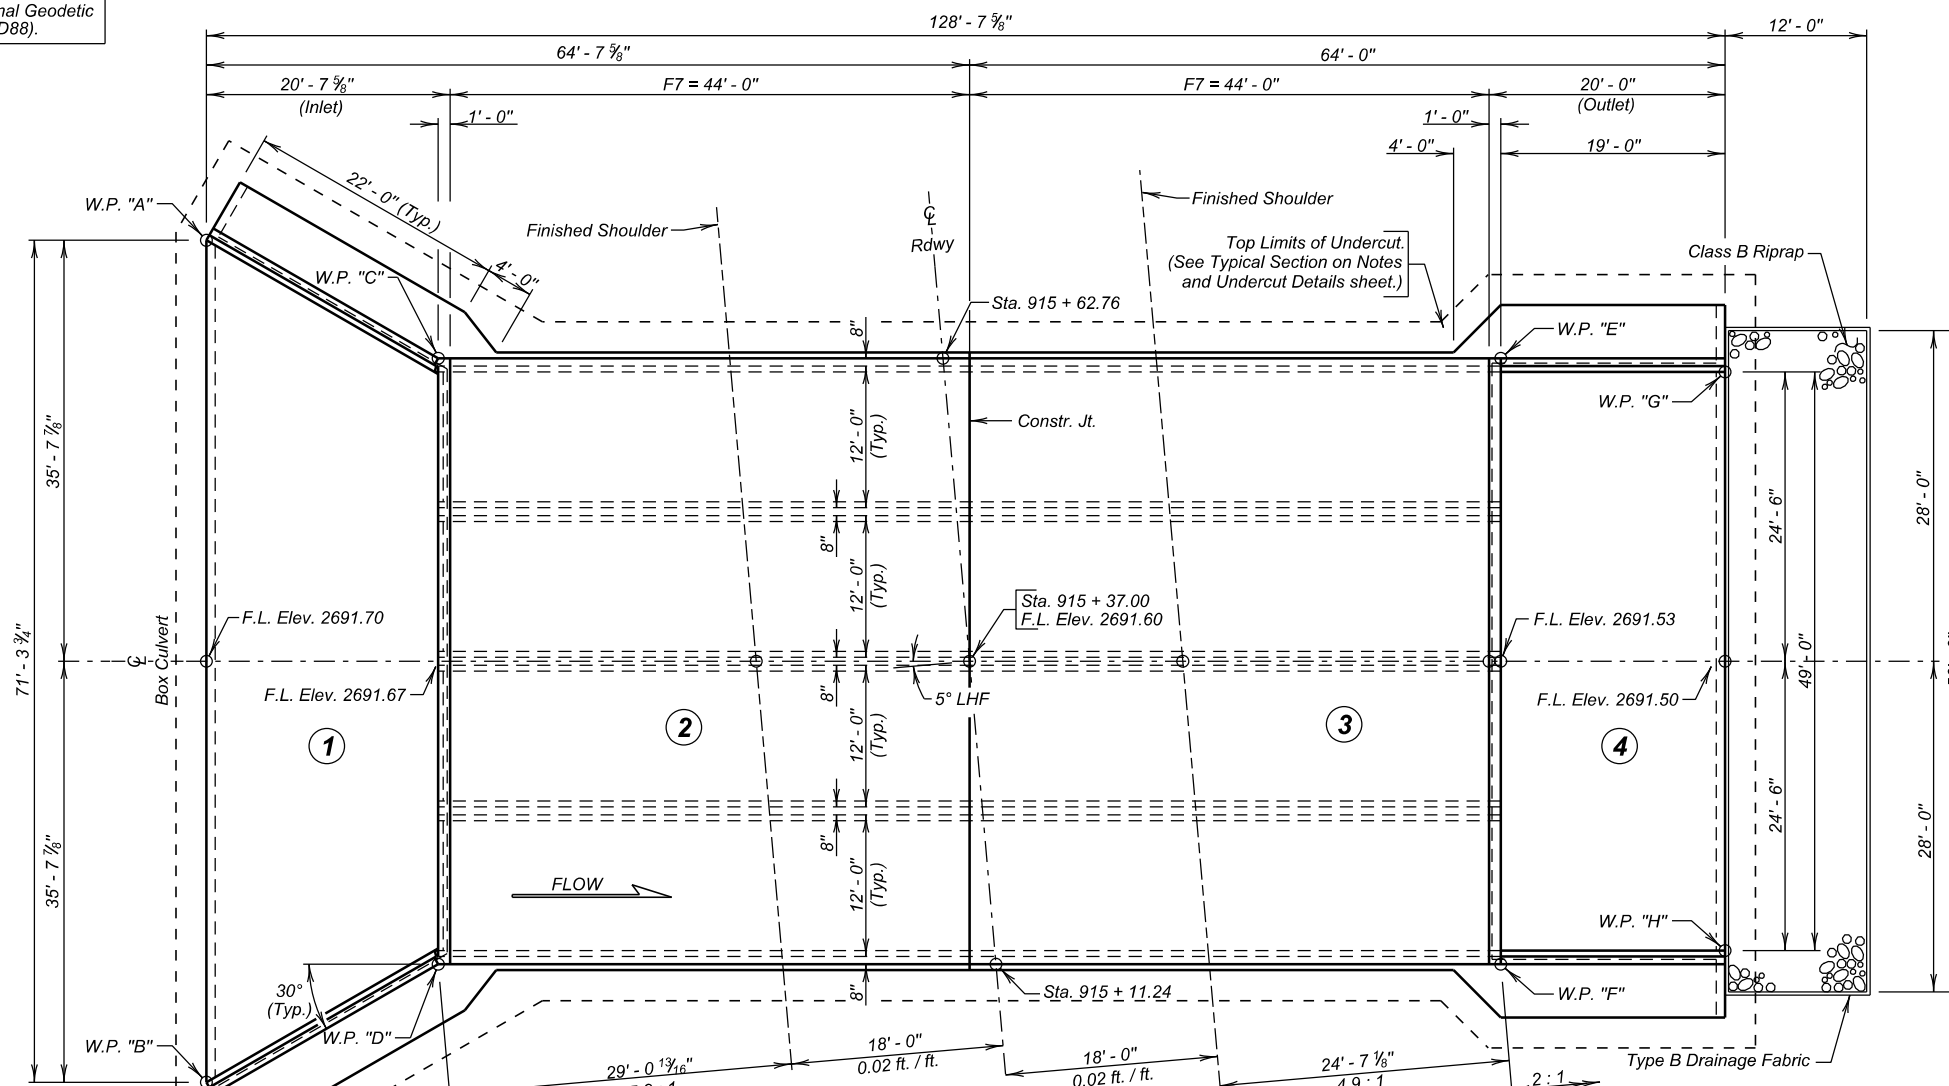 nal Geodetic
D88).
128' - 7 5/8"
12' - 0"
64' - 7 5/8"
64' - 0"
20' - 7 5/8"
(Inlet)
F7 = 44' - 0"
F7 = 44' - 0"
20' - 0"
(Outlet)
1' - 0"
1' - 0"
4' - 0"
19' - 0"
22' - 0" (Typ.)
4' - 0"
W.P. "A"
W.P. "C"
Finished Shoulder
℄
Rdwy
Finished Shoulder
Top Limits of Undercut.
(See Typical Section on Notes
and Undercut Details sheet.)
Class B Riprap
Sta. 915 + 62.76
W.P. "E"
8"
W.P. "G"
Constr. Jt.
12' - 0"
(Typ.)
35' - 7 7/8"
24' - 6"
28' - 0"
8"
12' - 0"
(Typ.)
Sta. 915 + 37.00
F.L. Elev. 2691.60
F.L. Elev. 2691.70
F.L. Elev. 2691.53
71' - 3 3/4"
℄
Box Culvert
49' - 0"
F.L. Elev. 2691.67
8"
5° LHF
F.L. Elev. 2691.50
1
2
12' - 0"
(Typ.)
3
4
24' - 6"
28' - 0"
35' - 7 7/8"
8"
12' - 0"
(Typ.)
FLOW
W.P. "H"
30°
(Typ.)
8"
Sta. 915 + 11.24
W.P. "F"
W.P. "D"
W.P. "B"
29' - 0 13/16"
18' - 0"
0.02 ft. / ft.
18' - 0"
0.02 ft. / ft.
24' - 7 1/8"
4.9 : 1
2 : 1
Type B Drainage Fabric